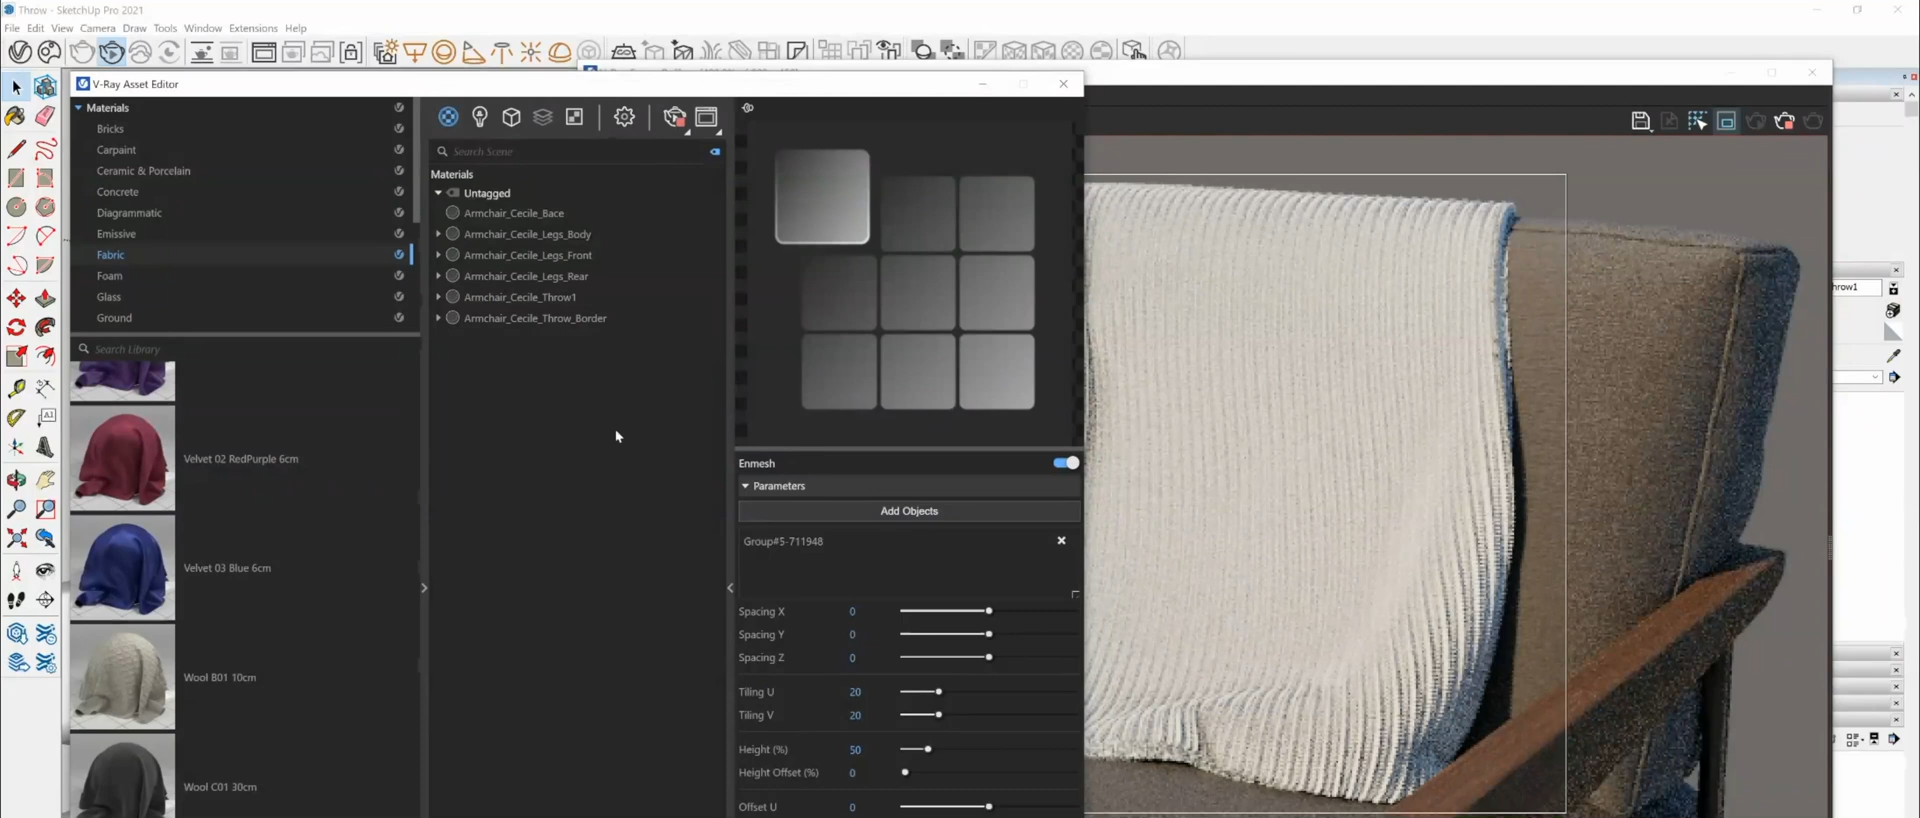 Throw - SketchUp Pro 2021
File Edit View Camera Draw Tools Window Extensions Help
V-Ray Asset Editor
Materials
Bricks
Carpaint
Ceramic & Porcelain
Concrete
Diagrammatic
Emissive
Fabric
Foam
Glass
Ground
Search Library
Velvet 02 RedPurple 6cm
Velvet 03 Blue 6cm
Wool B01 10cm
Wool C01 30cm
Search Scene
Materials
Untagged
Armchair_Cecile_Bace
Armchair_Cecile_Legs_Body
Armchair_Cecile_Legs_Front
Armchair_Cecile_Legs_Rear
Armchair_Cecile_Throw1
Armchair_Cecile_Throw_Border
Enmesh
Parameters
Add Objects
Group#5-711948
Spacing X 0
Spacing Y 0
Spacing Z 0
Tiling U 20
Tiling V 20
Height (%) 50
Height Offset (%) 0
Offset U 0
hrow1